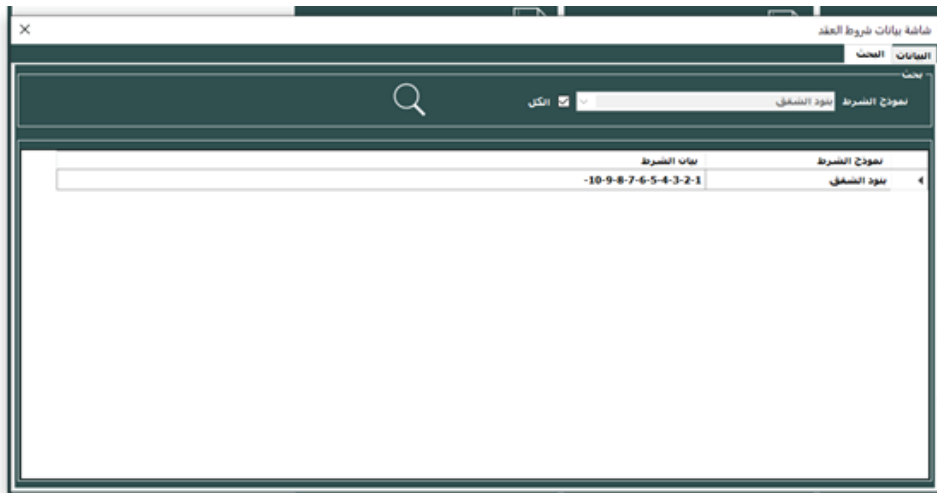 شاشة بيانات شروط العقد
البيانات البحث
بحث
نموذج الشرط بنود الشقق الكل
نموذج الشرط بيان الشرط
بنود الشقق 1-2-3-4-5-6-7-8-9-10-